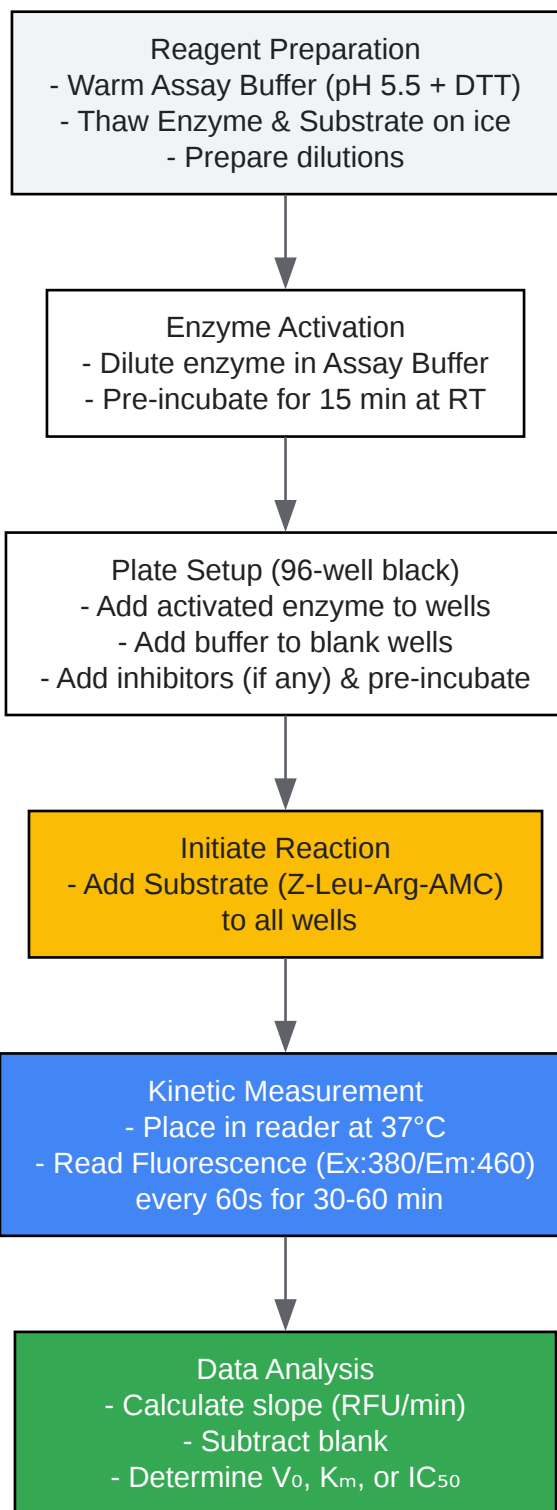 Reagent Preparation
- Warm Assay Buffer (pH 5.5 + DTT)
- Thaw Enzyme & Substrate on ice
- Prepare dilutions
Enzyme Activation
- Dilute enzyme in Assay Buffer
- Pre-incubate for 15 min at RT
Plate Setup (96-well black)
- Add activated enzyme to wells
- Add buffer to blank wells
- Add inhibitors (if any) & pre-incubate
Initiate Reaction
- Add Substrate (Z-Leu-Arg-AMC)
to all wells
Kinetic Measurement
- Place in reader at 37°C
- Read Fluorescence (Ex:380/Em:460)
every 60s for 30-60 min
Data Analysis
- Calculate slope (RFU/min)
- Subtract blank
- Determine V₀, Kₘ, or IC₅₀